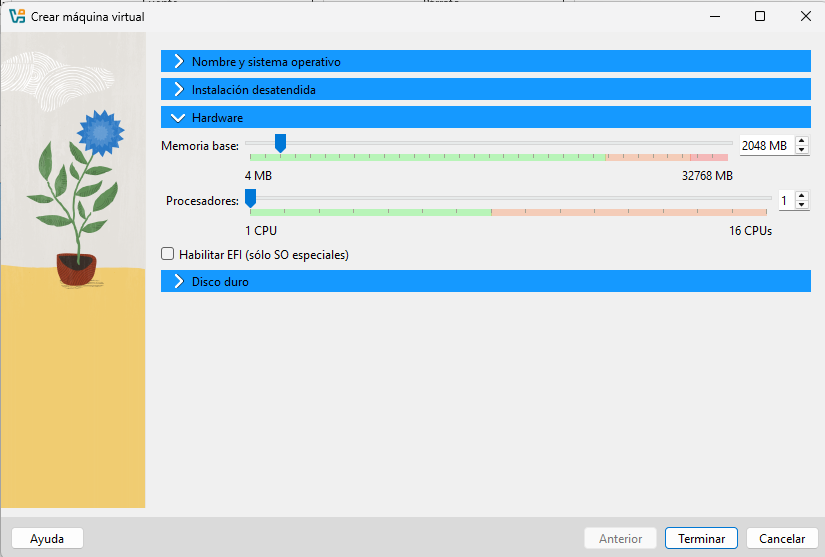 Crear máquina virtual
Nombre y sistema operativo
Instalación desatendida
Hardware
Memoria base:
2048 MB
4 MB
32768 MB
Procesadores:
1
1 CPU
16 CPUs
Habilitar EFI (sólo SO especiales)
Disco duro
Ayuda
Anterior
Terminar
Cancelar